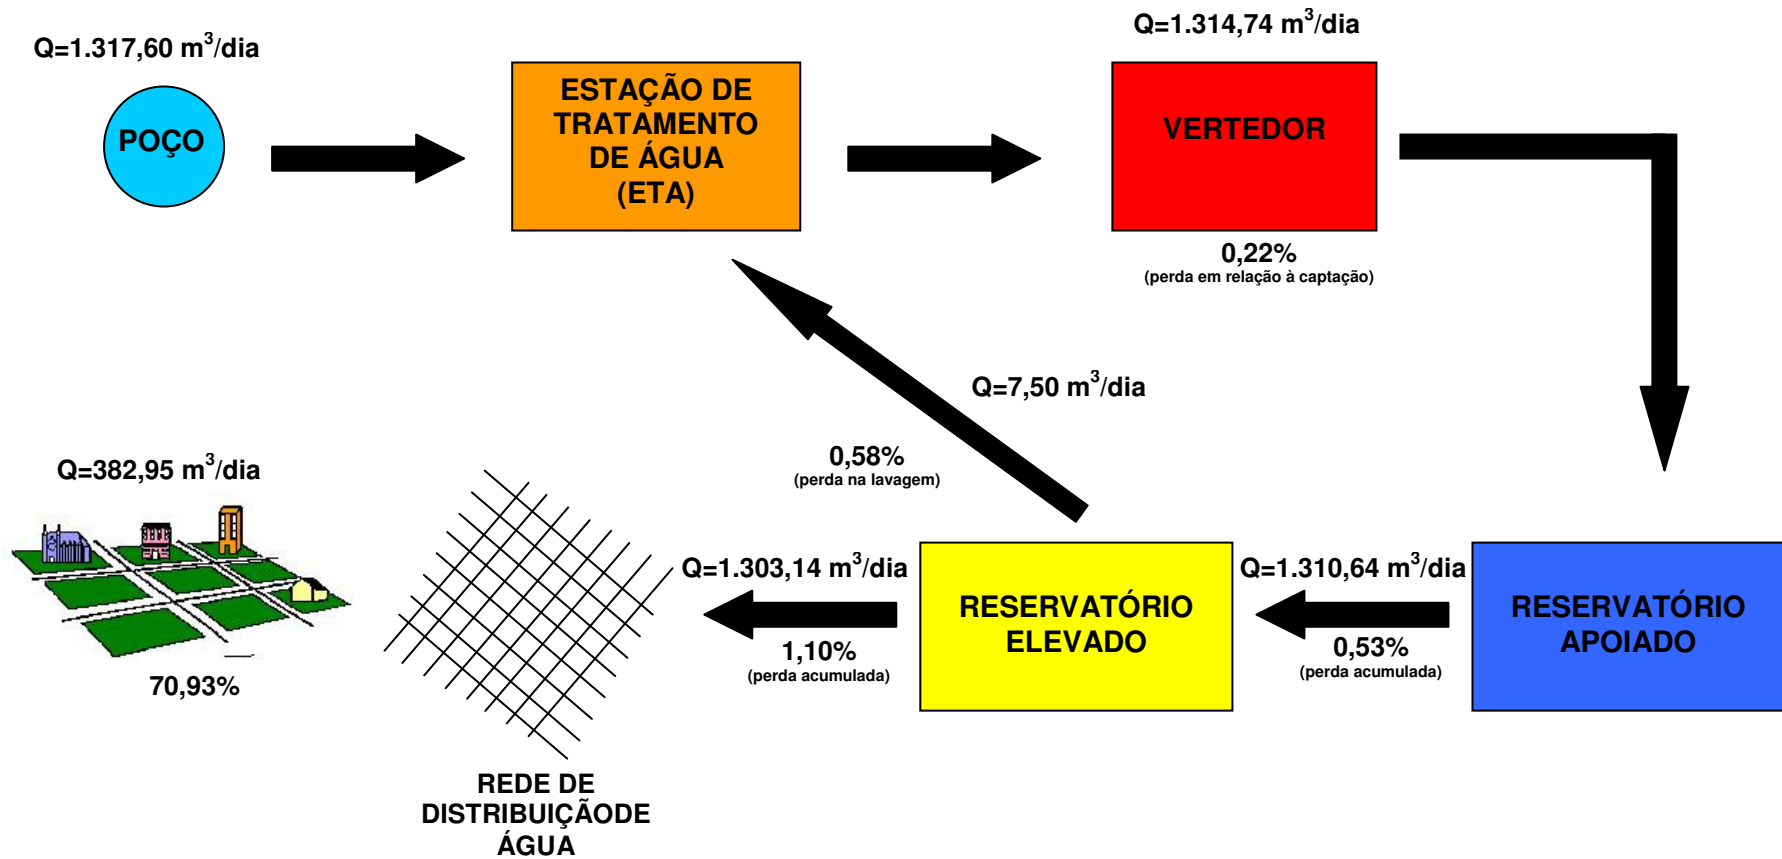 Q=1.317,60 m³/dia
POÇO
ESTAÇÃO DE
TRATAMENTO
DE ÁGUA
(ETA)
Q=1.314,74 m³/dia
VERTEDOR
0,22%
(perda em relação à captação)
Q=7,50 m³/dia
0,58%
(perda na lavagem)
Q=382,95 m³/dia
70,93%
REDE DE
DISTRIBUIÇÃODE
ÁGUA
Q=1.303,14 m³/dia
1,10%
(perda acumulada)
RESERVATÓRIO
ELEVADO
Q=1.310,64 m³/dia
0,53%
(perda acumulada)
RESERVATÓRIO
APOIADO